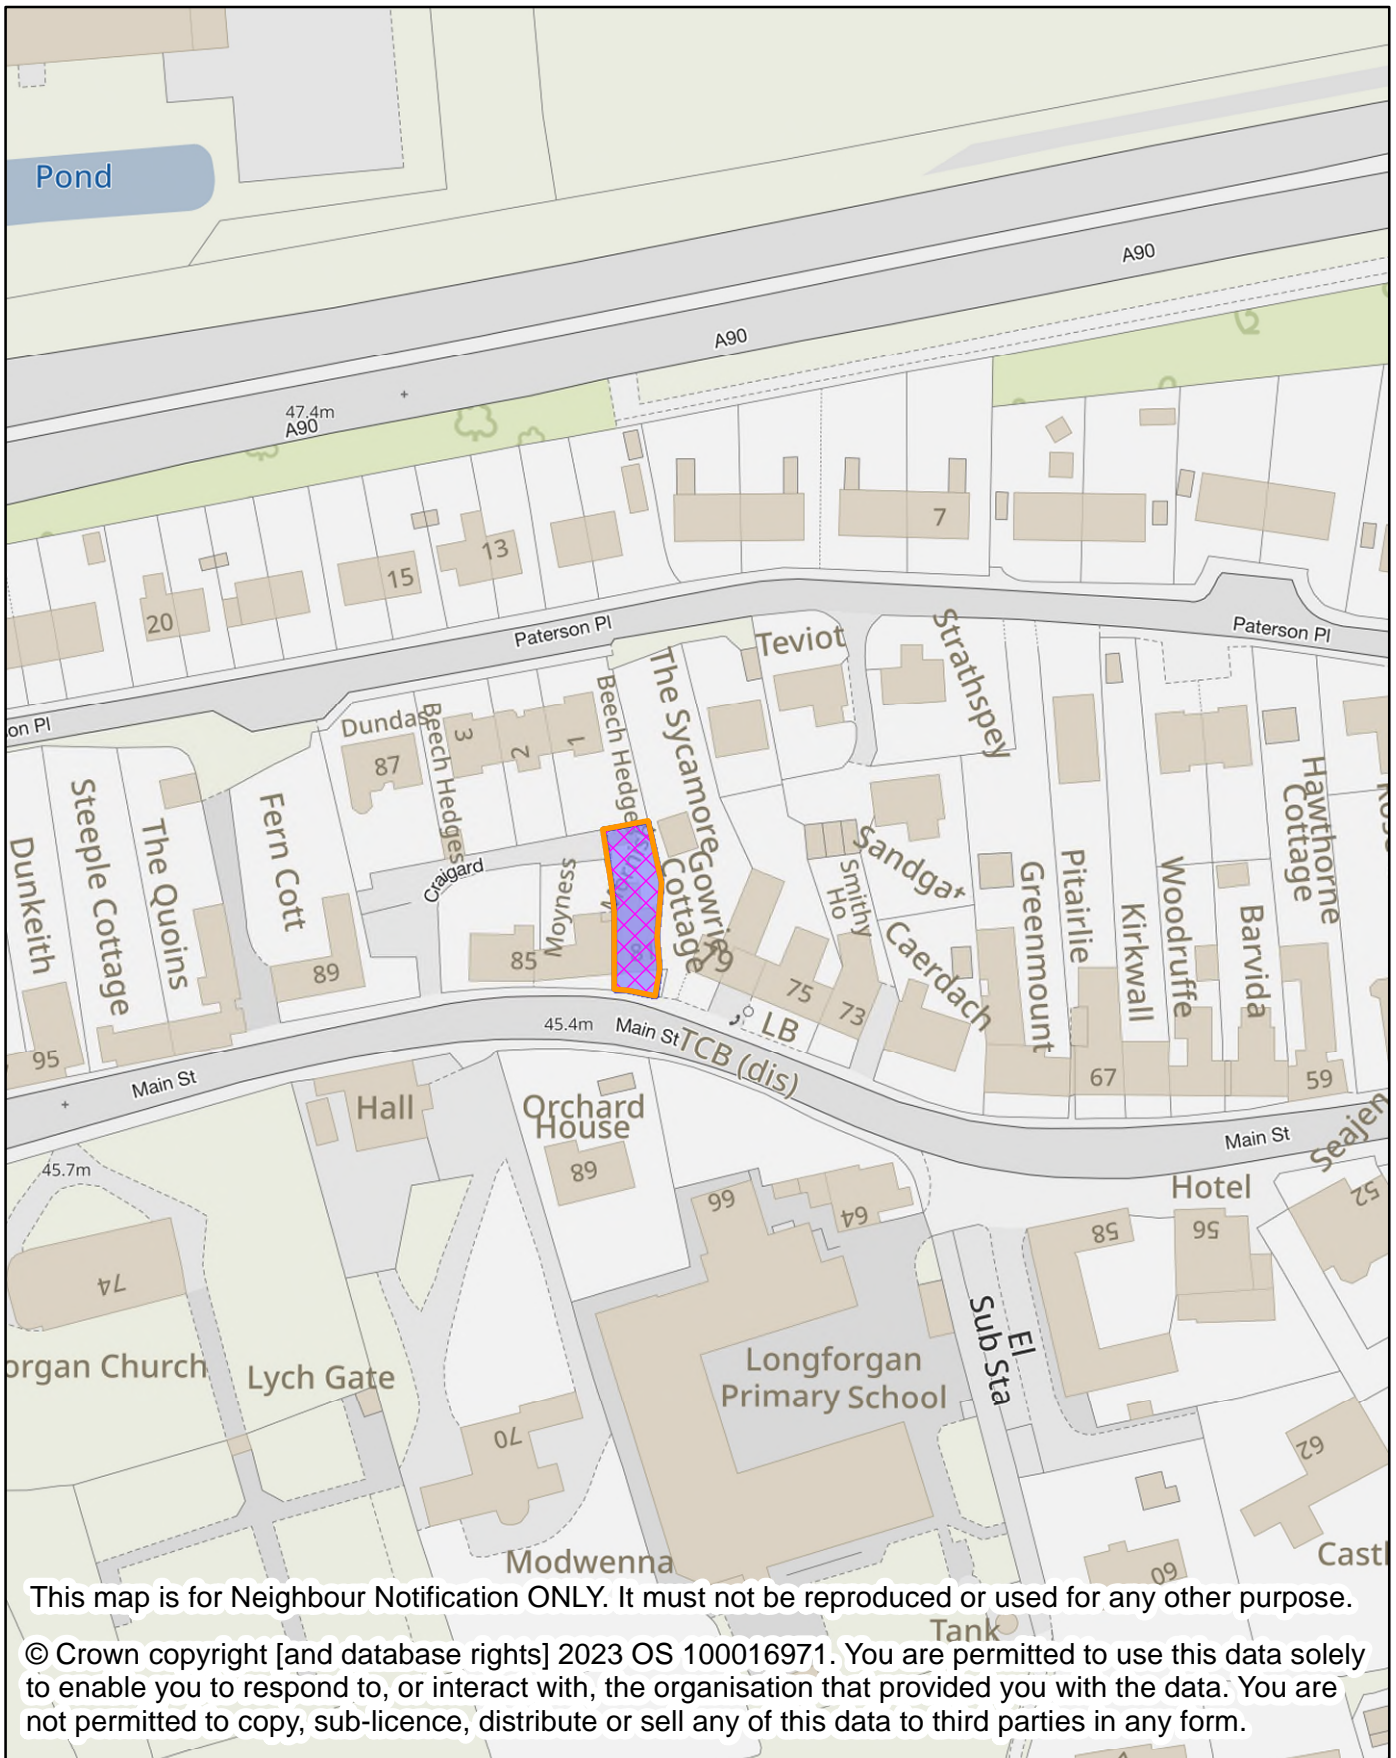 Pond
A90
A90
47.4m
A90
7
13
15
20
Paterson Pl
Paterson Pl
on Pl
Teviot
Strathspey
The Sycamore
Beech Hedge
Dundas
Beech Hedges
3
2
1
87
Steeple Cottage
The Quoins
Fern Cott
Dunkeith
Craigard
Moyness
Gowrie
Cottage
Smithy
Ho
Sandgat
Caerdach
Greenmount
Pitairlie
Kirkwall
Woodruffe
Barvida
Hawthorne
Cottage
85
89
95
79
75
73
67
59
LB
TCB (dis)
45.4m
Main St
Main St
Main St
45.7m
Hall
Orchard
House
68
66
64
Hotel
58
56
52
Seajen
74
organ Church
Lych Gate
Longforgan
Primary School
El
Sub Sta
70
62
60
Modwenna
Castl
Tank
This map is for Neighbour Notification ONLY. It must not be reproduced or used for any other purpose.
© Crown copyright [and database rights] 2023 OS 100016971. You are permitted to use this data solely
to enable you to respond to, or interact with, the organisation that provided you with the data. You are
not permitted to copy, sub-licence, distribute or sell any of this data to third parties in any form.